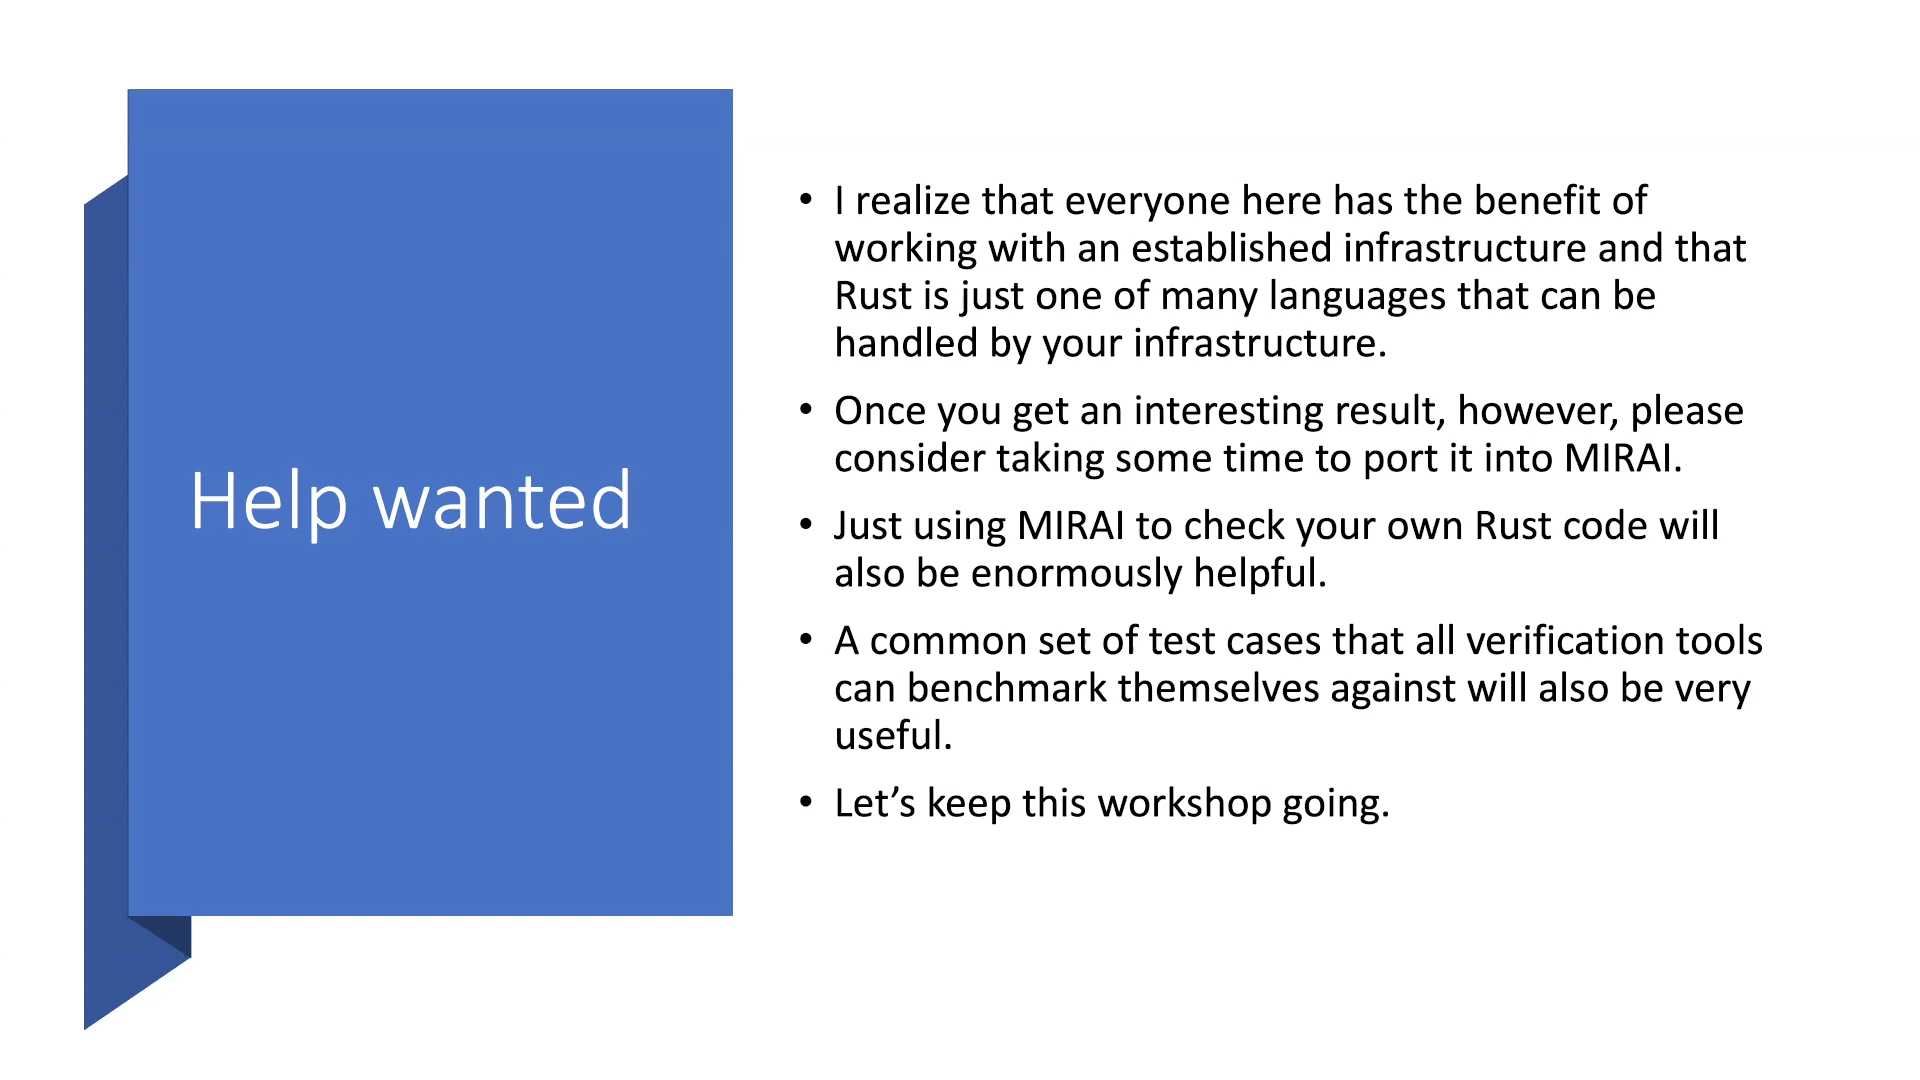 Help wanted
• I realize that everyone here has the benefit of
working with an established infrastructure and that
Rust is just one of many languages that can be
handled by your infrastructure.
• Once you get an interesting result, however, please
consider taking some time to port it into MIRAI.
• Just using MIRAI to check your own Rust code will
also be enormously helpful.
• A common set of test cases that all verification tools
can benchmark themselves against will also be very
useful.
• Let’s keep this workshop going.